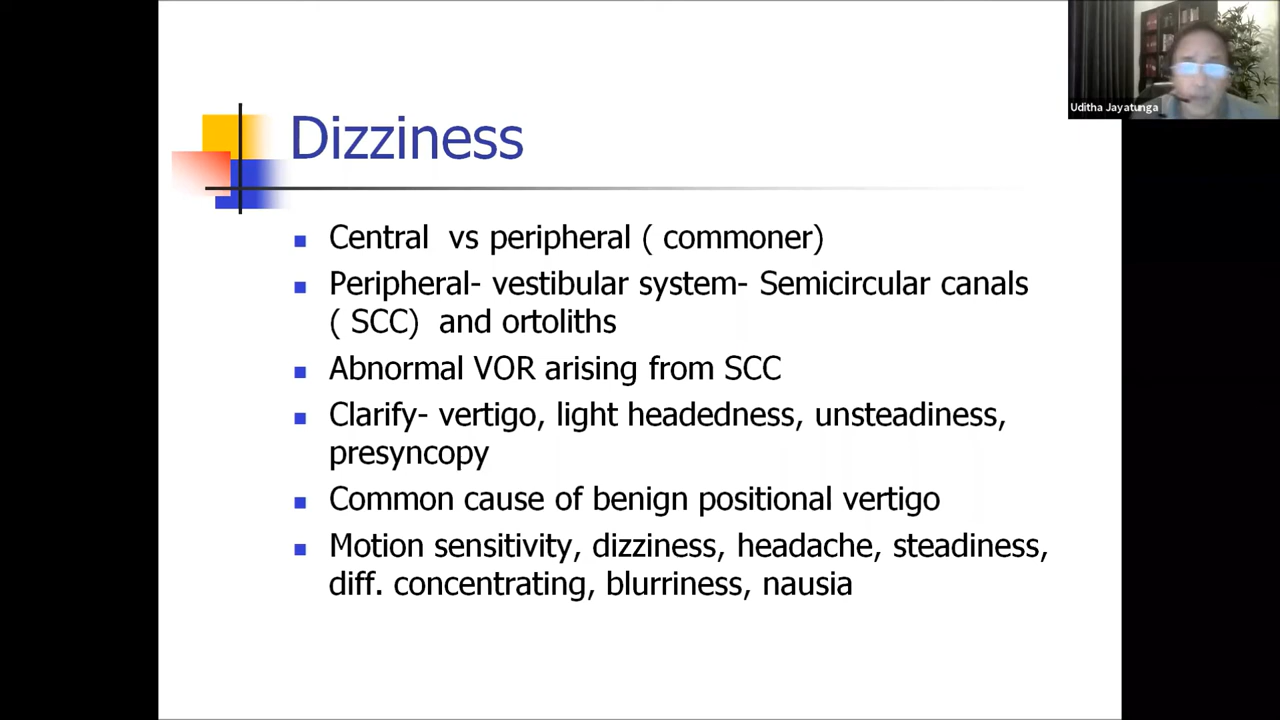 Uditha Jayatunga
Dizziness
Central vs peripheral ( commoner)
Peripheral- vestibular system- Semicircular canals
( SCC) and ortoliths
Abnormal VOR arising from SCC
Clarify- vertigo, light headedness, unsteadiness,
presyncopy
Common cause of benign positional vertigo
Motion sensitivity, dizziness, headache, steadiness,
diff. concentrating, blurriness, nausia